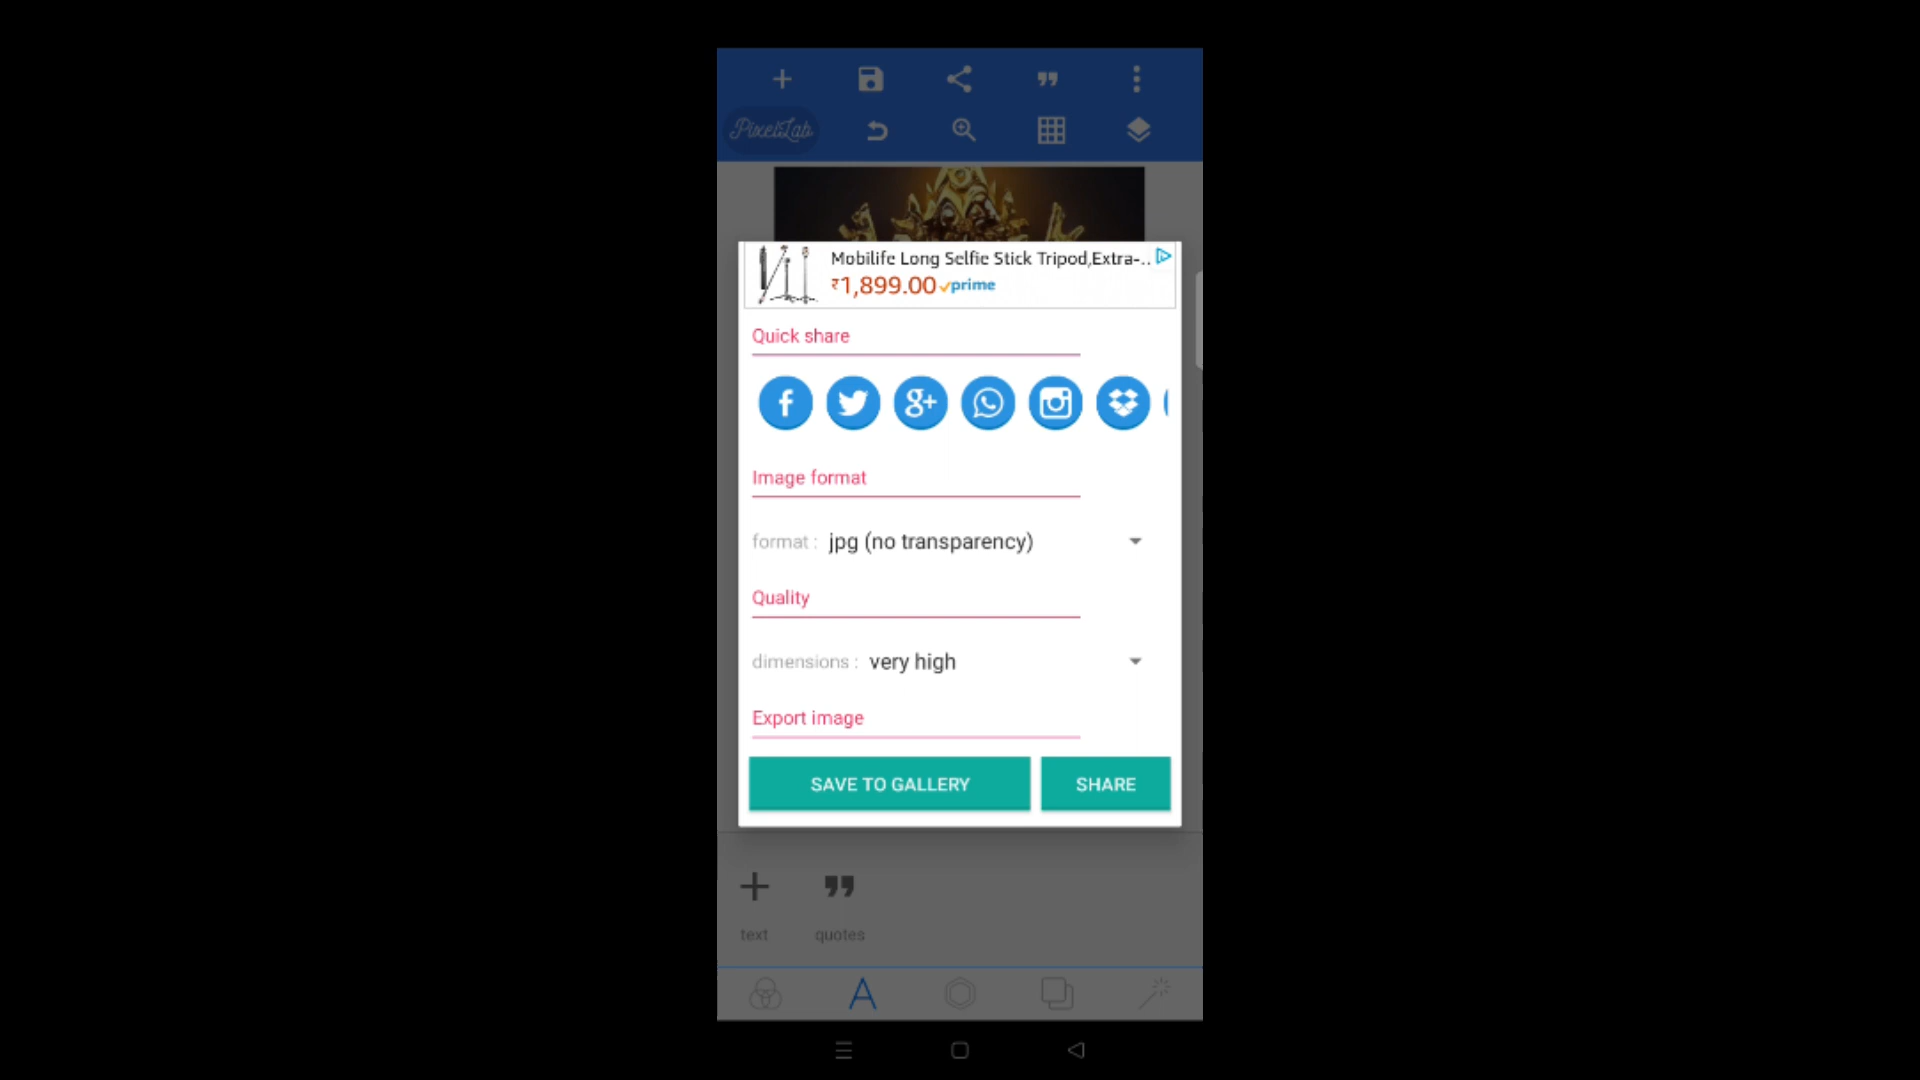 PixelLab
Mobilife Long Selfie Stick Tripod,Extra-..
₹1,899.00 prime
Quick share
Image format
format : jpg (no transparency)
Quality
dimensions : very high
Export image
SAVE TO GALLERY SHARE
text quotes